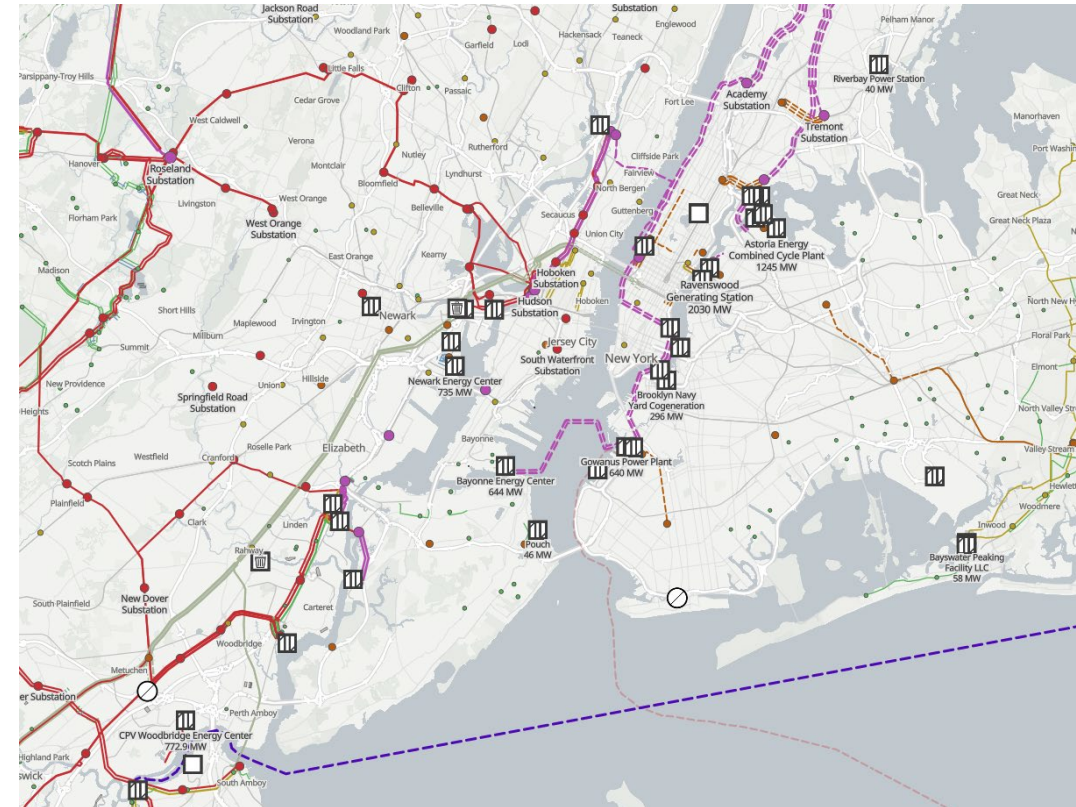 Jackson Road
Substation
Substation
Woodland Park
Hackensack
Teaneck
Englewood
Pelham Manor
Garfield
Lodi
Little Falls
Parsippany-Troy Hills
Clifton
Passaic
Cedar Grove
Riverbay Power Station
40 MW
Academy
Substation
Fort Lee
West Caldwell
Manorhaven
Tremont
Substation
Verona
Nutley
Rutherford
Cliffside Park
Port Wash
Hanover
Roseland
Substation
Montclair
Lyndhurst
Fairview
Bloomfield
North Bergen
Livingston
West Orange
East Orange
Belleville
Secaucus
Guttenberg
Great Neck
Florham Park
West Orange
Substation
Union City
Great Neck Plaza
Kearny
Astoria Energy
Combined Cycle Plant
1245 MW
Madison
Hoboken
Substation
Ravenswood
Generating Station
2030 MW
Short Hills
Hudson
Substation
Hoboken
North New H
Newark
Maplewood
Irvington
Millburn
Jersey City
Floral Park
Summit
New York
South Waterfront
Substation
Elmont
New Providence
Union
Hillside
Newark Energy Center
735 MW
Springfield Road
Substation
Brooklyn Navy
Yard Cogeneration
296 MW
Heights
North Valley Stre
Roselle Park
Elizabeth
Bayonne
Valley Stream
Westfield
Cranford
Scotch Plains
Gowanus Power Plant
640 MW
Bayonne Energy Center
644 MW
Hewlett
Plainfield
Woodmere
Clark
Linden
Inwood
Rahway
Pouch
46 MW
Bayswater Peaking
Facility LLC
58 MW
New Dover
Substation
South Plainfield
Carteret
Woodbridge
Metuchen
er Substation
Perth Amboy
CPV Woodbridge Energy Center
772.9 MW
Highland Park
swick
South Amboy